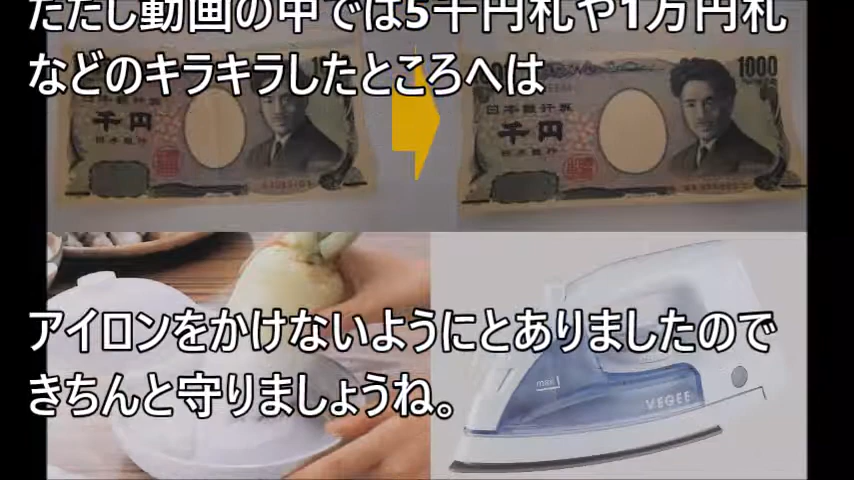 ただし動画の中では5千円札や1万円札
などのキラキラしたところへは
1000
日本銀行券
千円
日本銀行
日本銀行券
千円
日本銀行
アイロンをかけないようにとありましたので
きちんと守りましょうね。
max
VEGEE